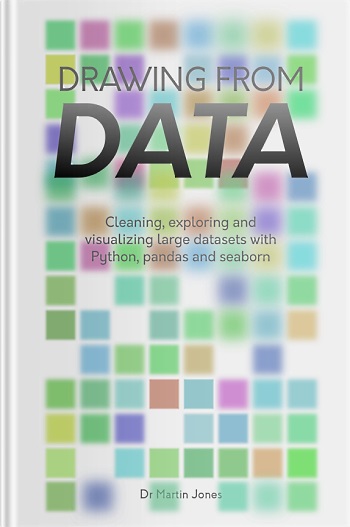 DRAWING FROM
DATA
Cleaning, exploring and
visualizing large datasets with
Python, pandas and seaborn
Dr Martin Jones